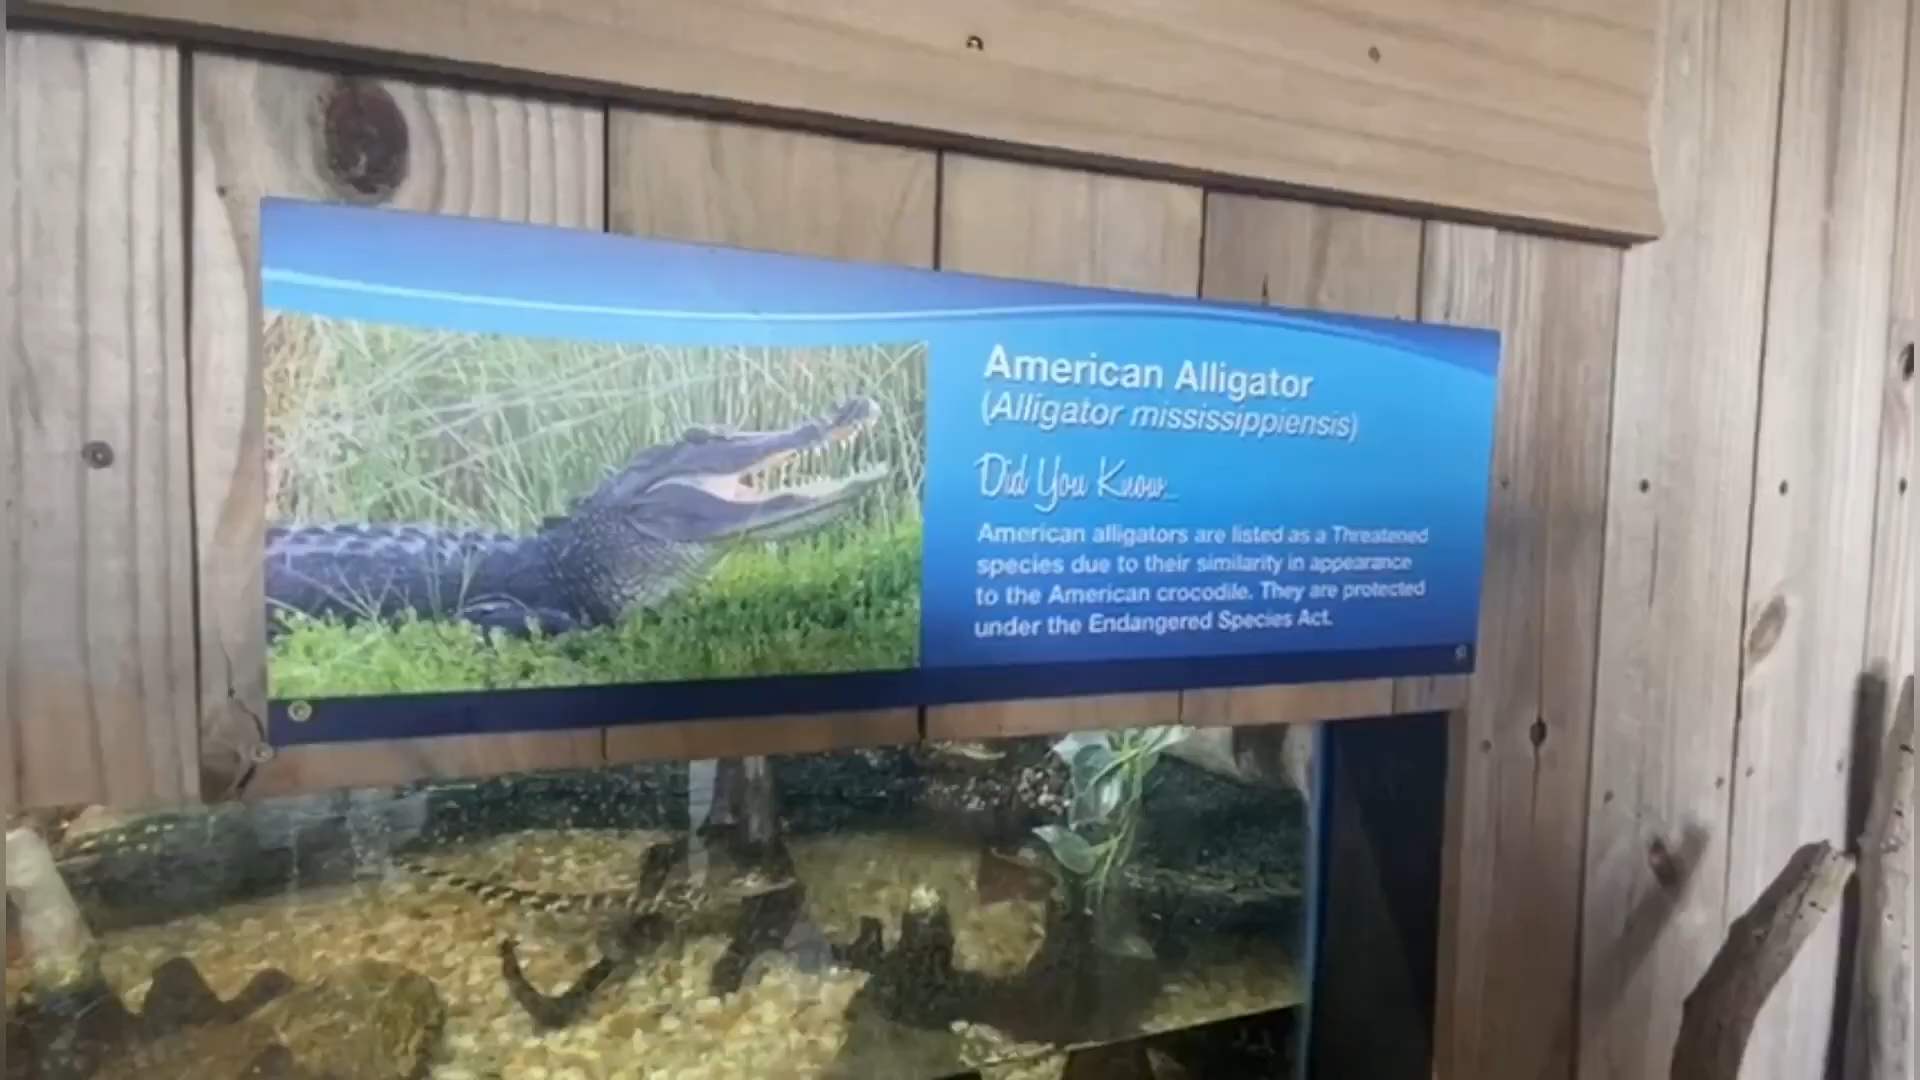 American Alligator
(Alligator mississippiensis)
Did You Know...
American alligators are listed as a Threatened
species due to their similarity in appearance
to the American crocodile. They are protected
under the Endangered Species Act.